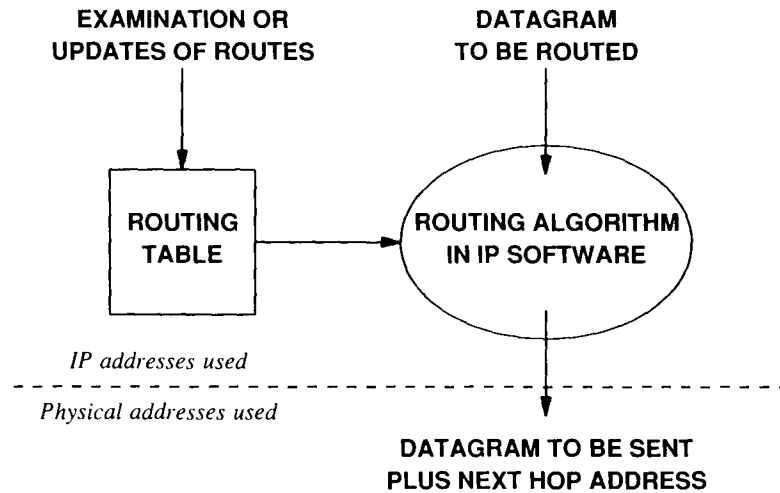 EXAMINATION OR
UPDATES OF ROUTES
DATAGRAM
TO BE ROUTED
ROUTING
TABLE
ROUTING ALGORITHM
IN IP SOFTWARE
IP addresses used
Physical addresses used
DATAGRAM TO BE SENT
PLUS NEXT HOP ADDRESS